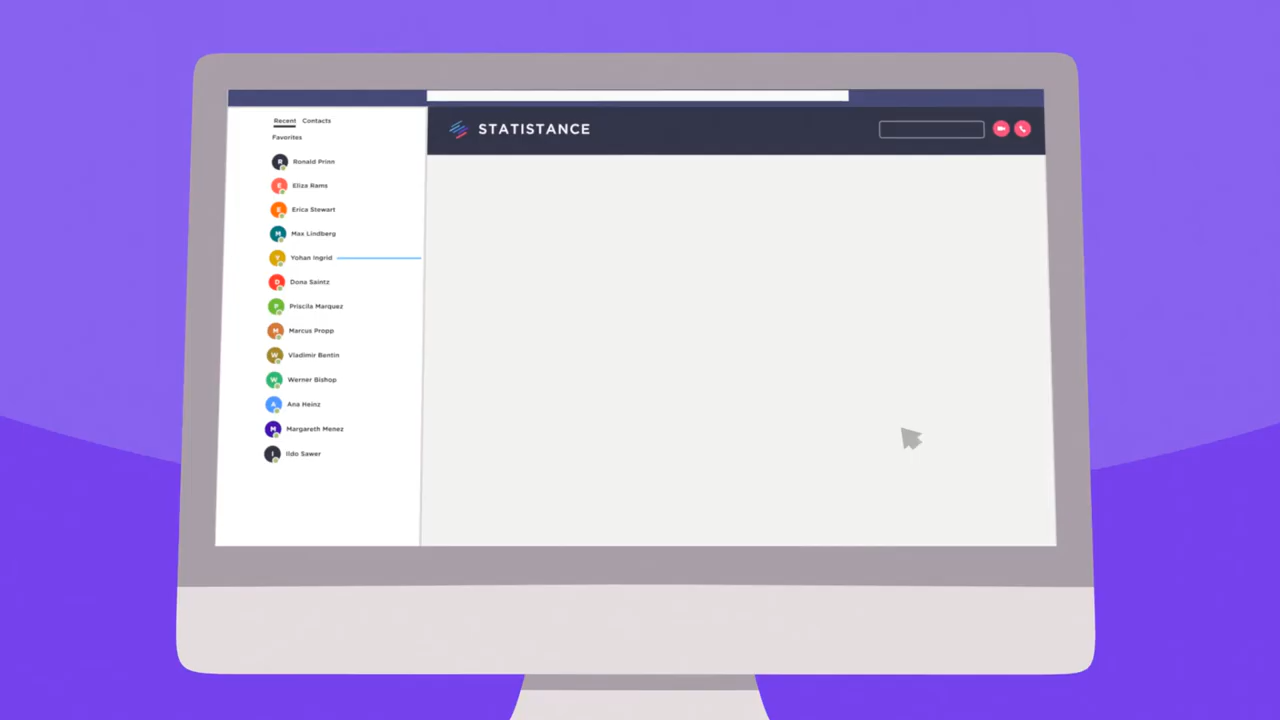 Recent Contacts
Favorites
STATISTANCE
R Ronald Prinn
E Eliza Rams
E Erica Stewart
M Max Lindberg
Y Yohan Ingrid
D Dona Saintz
P Priscila Marquez
M Marcus Propp
W Vladimir Bentin
W Werner Bishop
A Ana Heinz
M Margareth Menez
I Ildo Sawer